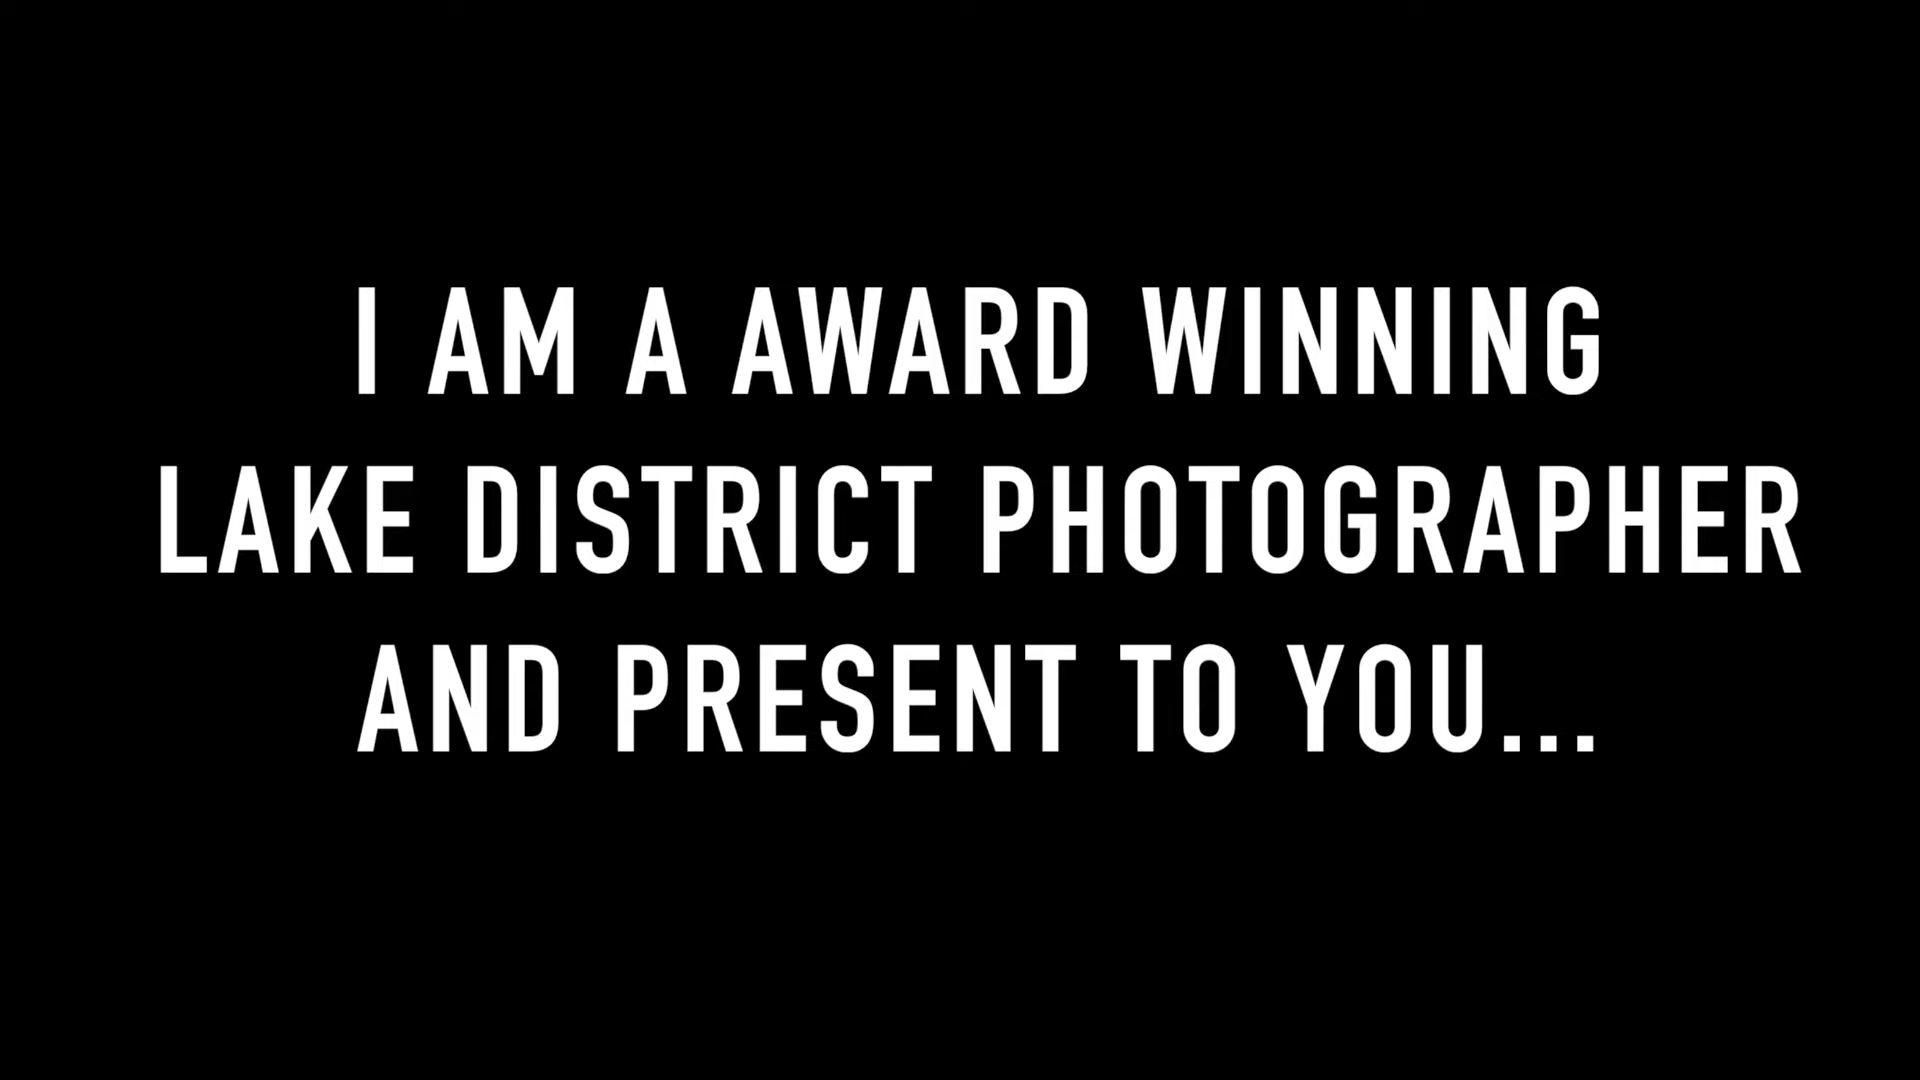 I AM A AWARD WINNING
LAKE DISTRICT PHOTOGRAPHER
AND PRESENT TO YOU...